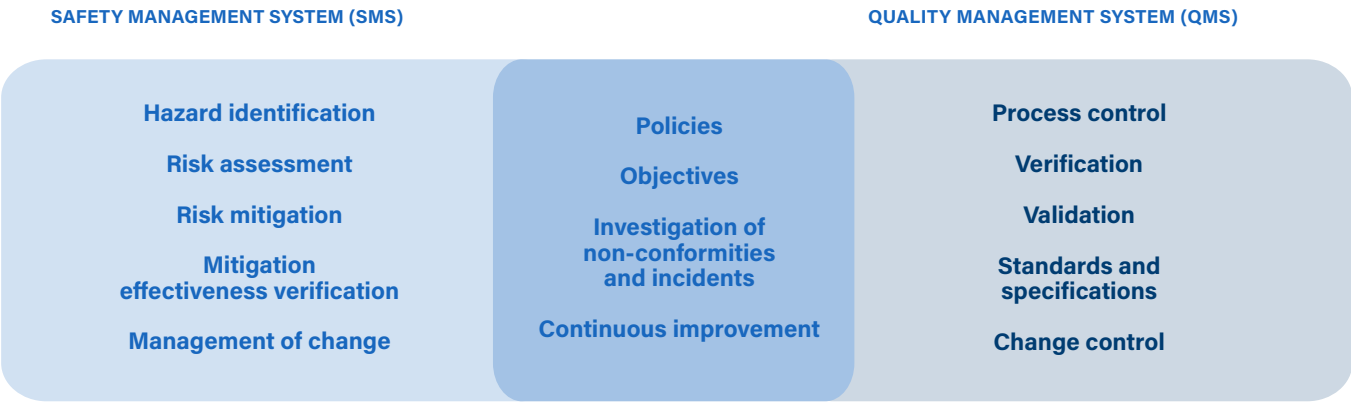 SAFETY MANAGEMENT SYSTEM (SMS)
QUALITY MANAGEMENT SYSTEM (QMS)
Hazard identification
Risk assessment
Risk mitigation
Mitigation
effectiveness verification
Management of change
Policies
Objectives
Investigation of
non-conformities
and incidents
Continuous improvement
Process control
Verification
Validation
Standards and
specifications
Change control